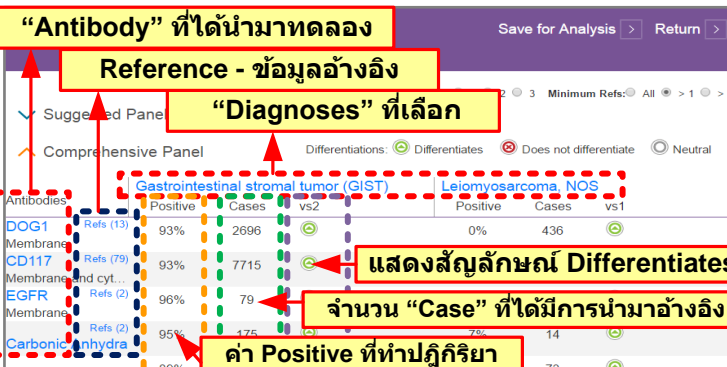 “Antibody” ที่ได้นำมาทดลอง
Save for Analysis > Return >
Reference - ข้อมูลอ้างอิง
2 3 Minimum Refs: All > 1 >
“Diagnoses” ที่เลือก
Comprehensive Panel
Differentiations: Differentiates Does not differentiate Neutral
Gastrointestinal stromal tumor (GIST) Leiomyosarcoma, NOS
Antibodies Positive Cases vs2 Positive Cases vs1
DOG1 Refs (13) 93% 2696 0% 436
Membrane
CD117 Refs (79) 93% 7715
Membrane and cyt...
แสดงสัญลักษณ์ Differentiates
EGFR Refs (2) 96% 79
Membrane
จำนวน “Case” ที่ได้มีการนำมาอ้างอิง
Carbonic Anhydra Refs (2) 95% 175 7% 14
ค่า Positive ที่ทำปฎิกิริยา